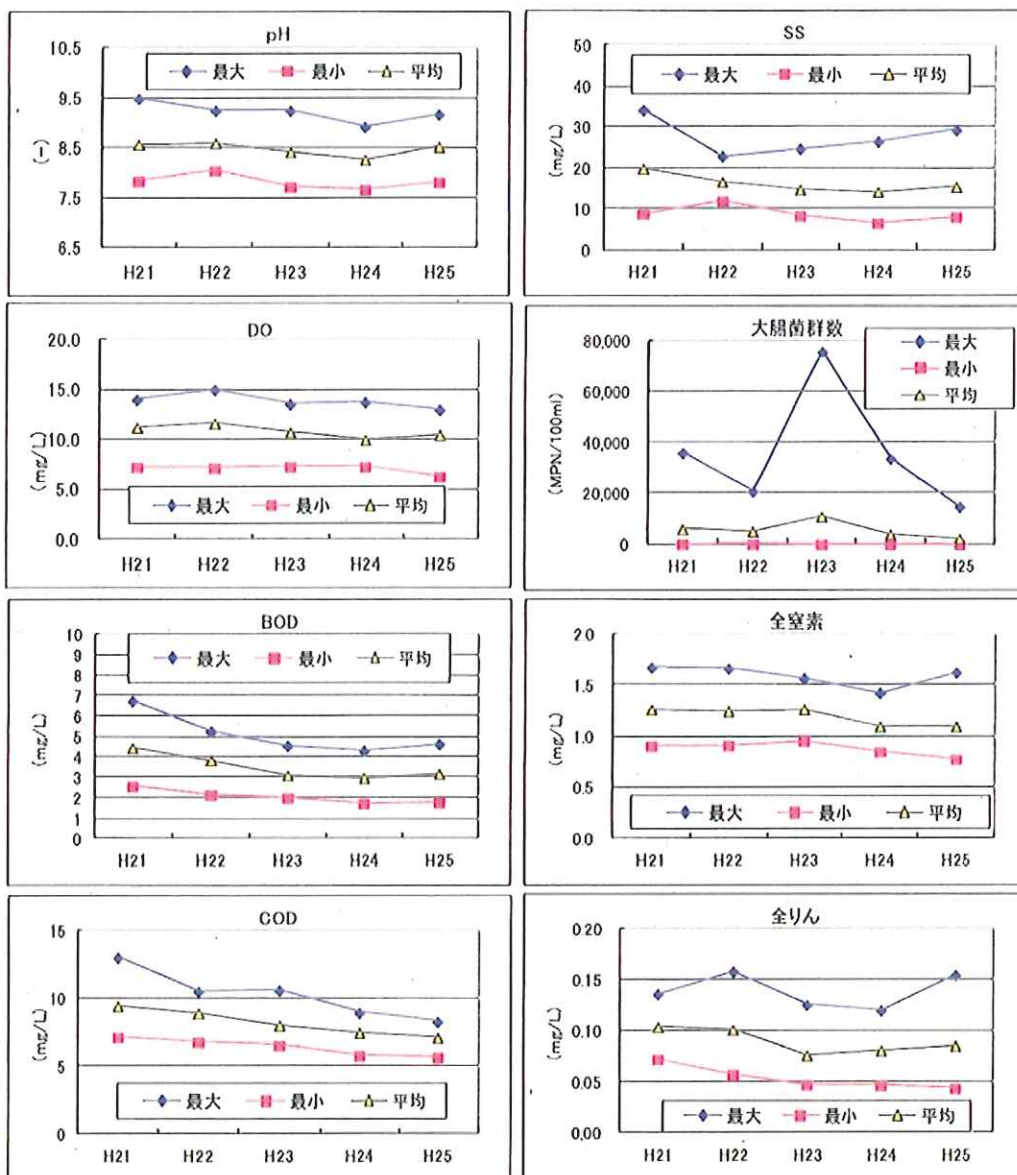 pH
10.5
9.5
8.5
7.5
6.5
(-)
最大 最小 平均
H21 H22 H23 H24 H25
SS
50
40
30
20
10
0
(mg/L)
最大 最小 平均
H21 H22 H23 H24 H25
DO
20.0
15.0
10.0
5.0
0.0
(mg/L)
最大 最小 平均
H21 H22 H23 H24 H25
大腸菌群数
80,000
60,000
40,000
20,000
0
(MPN/100ml)
最大
最小
平均
H21 H22 H23 H24 H25
BOD
10
9
8
7
6
5
4
3
2
1
0
(mg/L)
最大 最小 平均
H21 H22 H23 H24 H25
全窒素
2.0
1.5
1.0
0.5
0.0
(mg/L)
最大 最小 平均
H21 H22 H23 H24 H25
COD
15
10
5
0
(mg/L)
最大 最小 平均
H21 H22 H23 H24 H25
全りん
0.20
0.15
0.10
0.05
0.00
(mg/L)
最大 最小 平均
H21 H22 H23 H24 H25